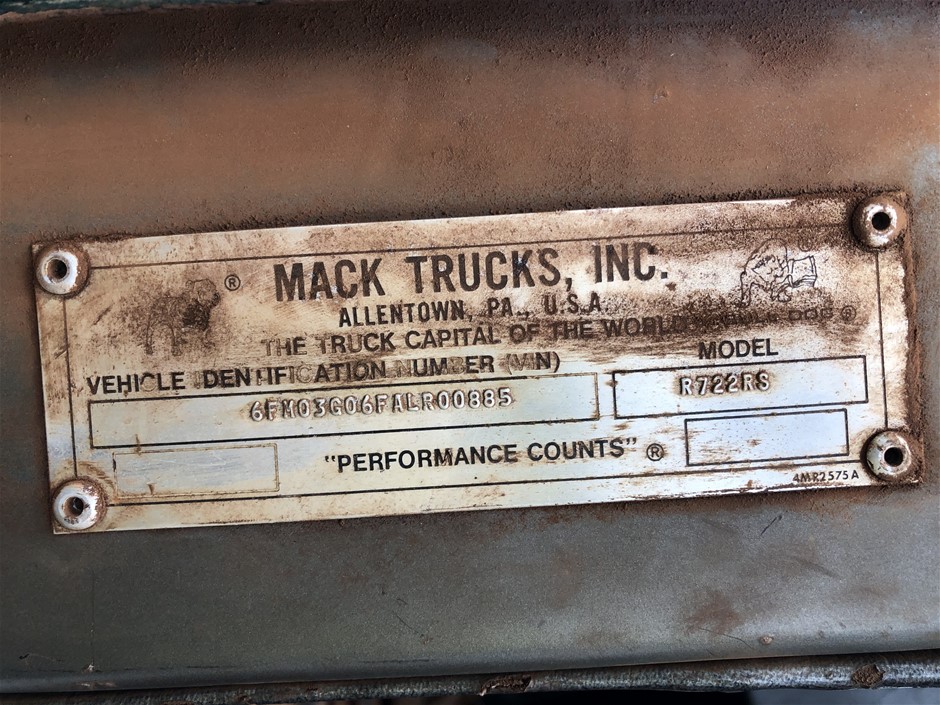 ®
MACK TRUCKS, INC.
ALLENTOWN, PA., U.S.A.
THE TRUCK CAPITAL OF THE WORLD
BULLDOG ®
VEHICLE IDENTIFICATION NUMBER (VIN)
MODEL
6FM03G06FALR00885
R722RS
"PERFORMANCE COUNTS" ®
4MR2575A